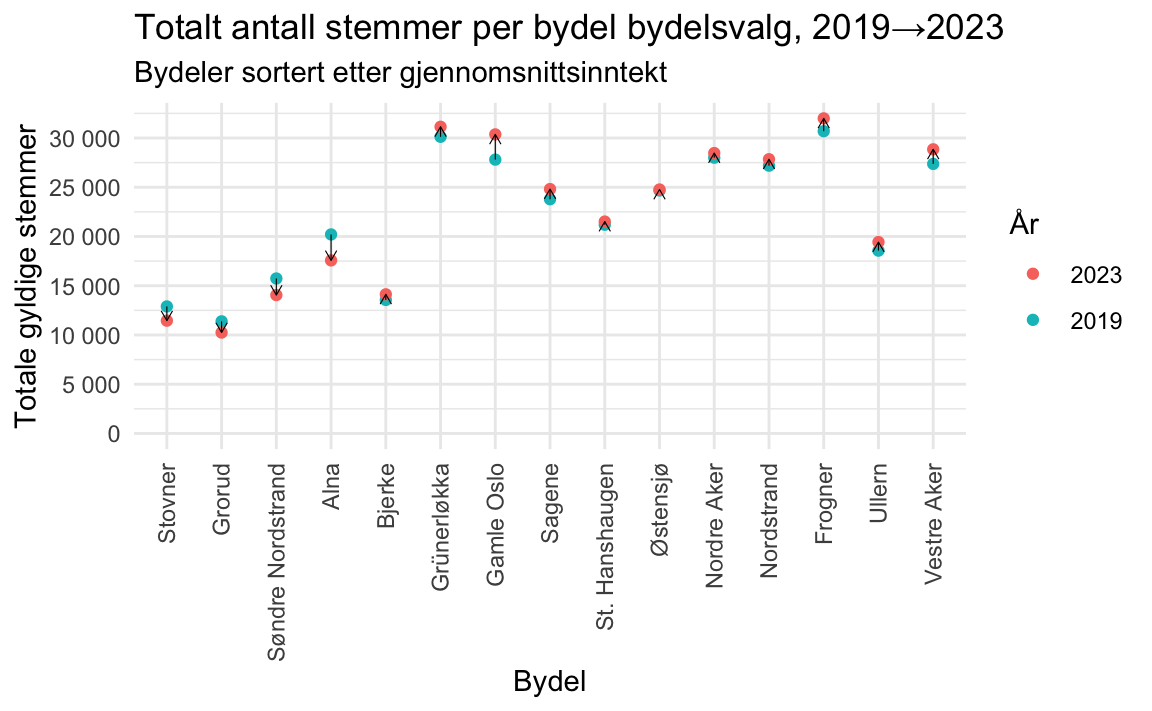 Totalt antall stemmer per bydel bydelsvalg, 2019→2023
Bydeler sortert etter gjennomsnittsinntekt
Totale gyldige stemmer
30 000
25 000
20 000
15 000
10 000
5 000
0
Stovner
Grorud
Søndre Nordstrand
Alna
Bjerke
Grünerløkka
Gamle Oslo
Sagene
St. Hanshaugen
Østensjø
Nordre Aker
Nordstrand
Frogner
Ullern
Vestre Aker
Bydel
År
2023
2019